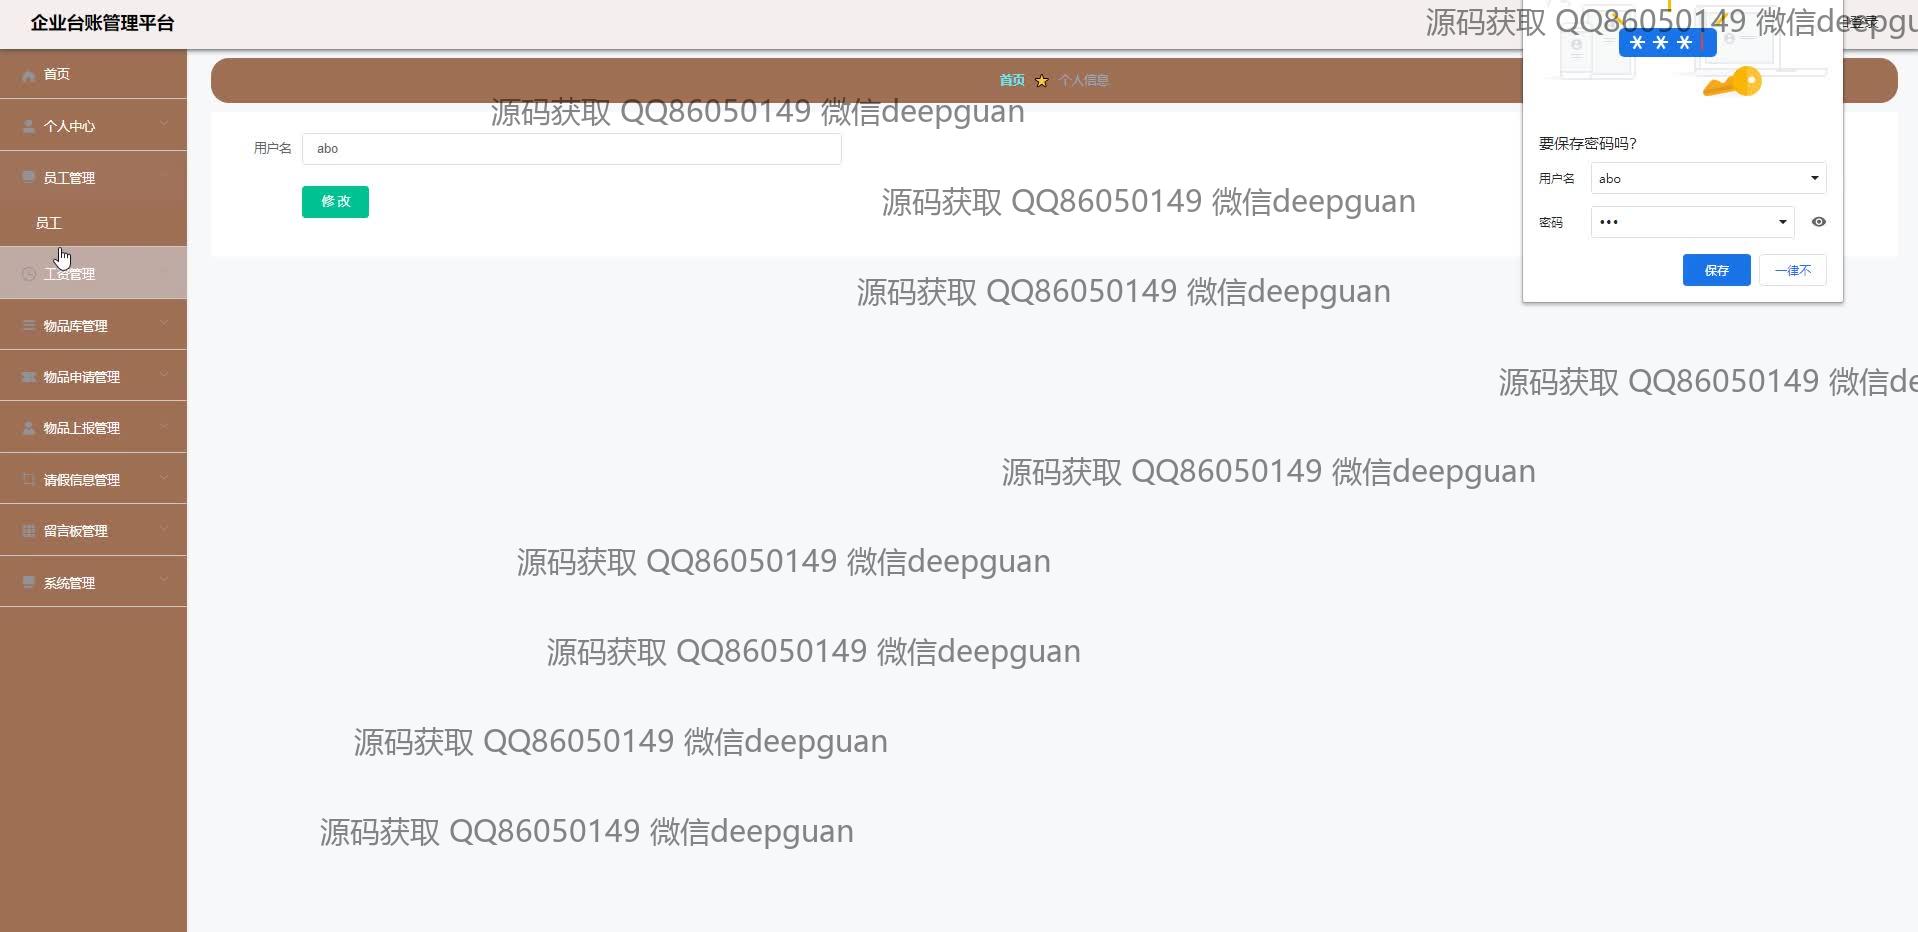 企业台账管理平台
源码获取 QQ86050149 微信deepgu
登录
首页
个人中心
员工管理
员工
工资管理
物品库管理
物品申请管理
物品上报管理
请假信息管理
留言板管理
系统管理
首页 个人信息
源码获取 QQ86050149 微信deepguan
用户名 abo
修改
源码获取 QQ86050149 微信deepguan
源码获取 QQ86050149 微信deepguan
源码获取 QQ86050149 微信de
源码获取 QQ86050149 微信deepguan
源码获取 QQ86050149 微信deepguan
源码获取 QQ86050149 微信deepguan
源码获取 QQ86050149 微信deepguan
源码获取 QQ86050149 微信deepguan
***
要保存密码吗?
用户名 abo
密码 •••
保存 一律不